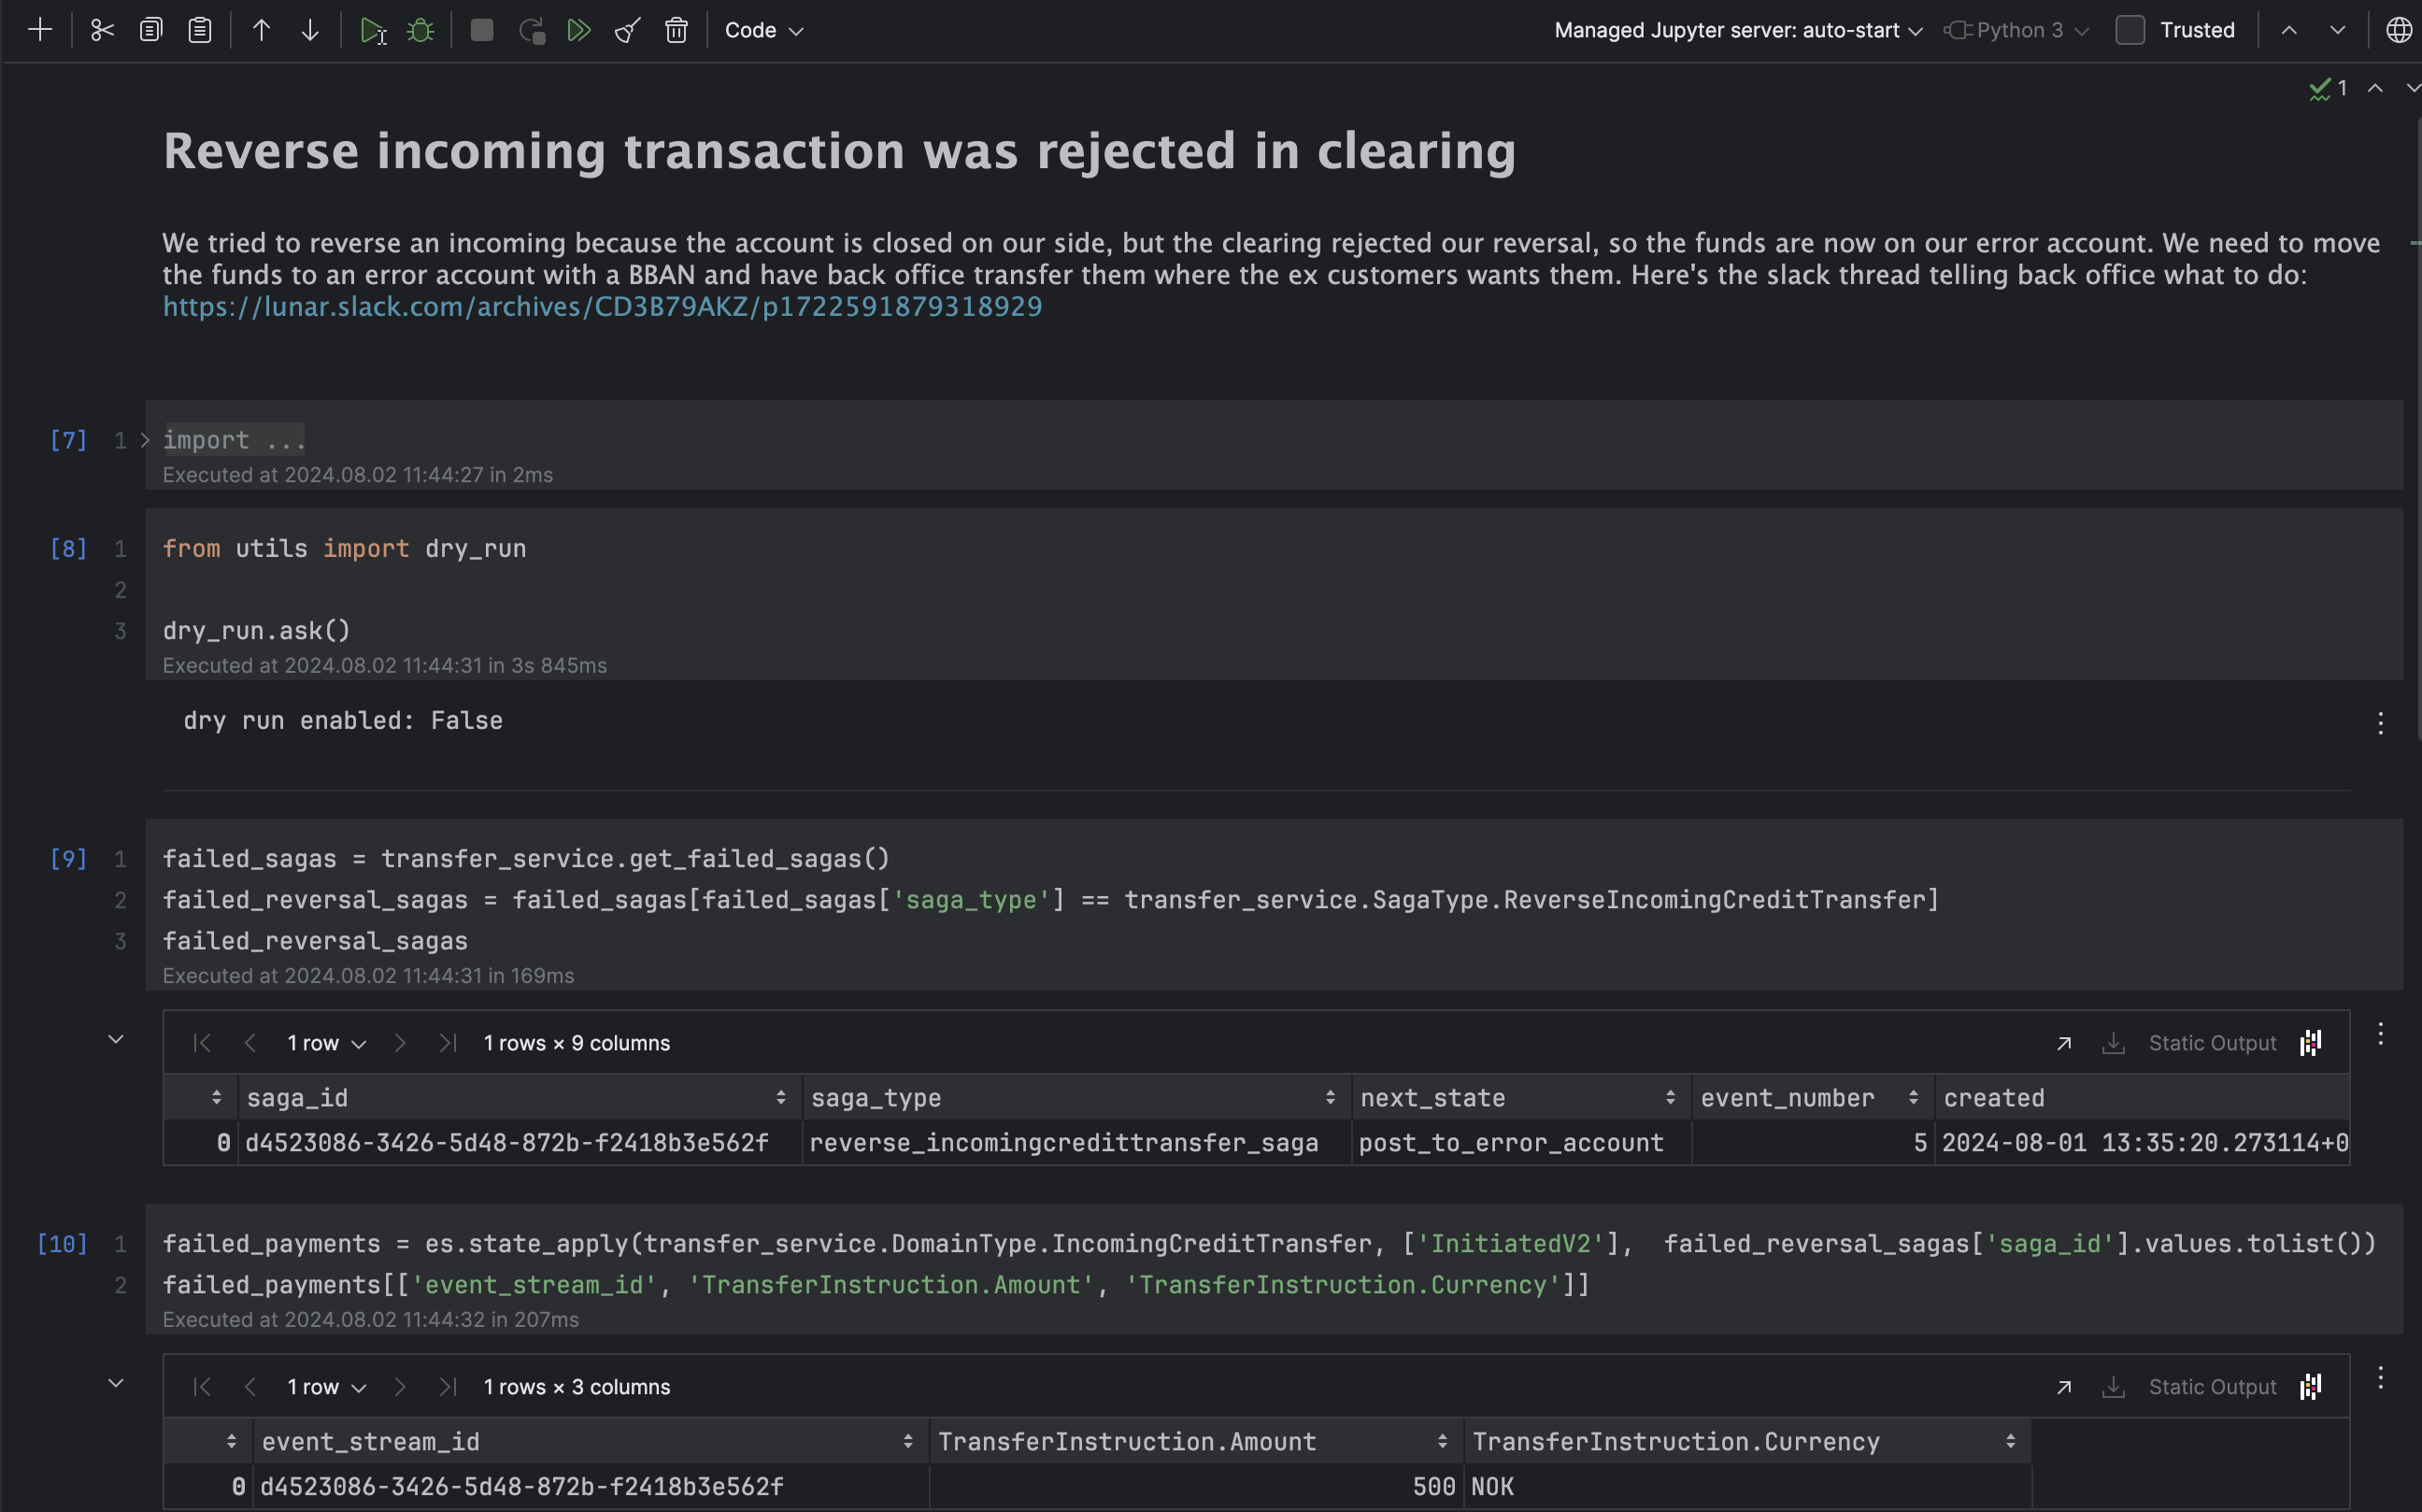 Code
Managed Jupyter server: auto-start
Python 3
Trusted
1
Reverse incoming transaction was rejected in clearing
We tried to reverse an incoming because the account is closed on our side, but the clearing rejected our reversal, so the funds are now on our error account. We need to move
the funds to an error account with a BBAN and have back office transfer them where the ex customers wants them. Here's the slack thread telling back office what to do:
https://lunar.slack.com/archives/CD3B79AKZ/p1722591879318929
[7] 1 import ...
Executed at 2024.08.02 11:44:27 in 2ms
[8] 1 from utils import dry_run
2
3 dry_run.ask()
Executed at 2024.08.02 11:44:31 in 3s 845ms
dry run enabled: False
[9] 1 failed_sagas = transfer_service.get_failed_sagas()
2 failed_reversal_sagas = failed_sagas[failed_sagas['saga_type'] == transfer_service.SagaType.ReverseIncomingCreditTransfer]
3 failed_reversal_sagas
Executed at 2024.08.02 11:44:31 in 169ms
1 row 1 rows × 9 columns Static Output
saga_id saga_type next_state event_number created
0 d4523086-3426-5d48-872b-f2418b3e562f reverse_incomingcredittransfer_saga post_to_error_account 5 2024-08-01 13:35:20.273114+0
[10] 1 failed_payments = es.state_apply(transfer_service.DomainType.IncomingCreditTransfer, ['InitiatedV2'],  failed_reversal_sagas['saga_id'].values.tolist())
2 failed_payments[['event_stream_id', 'TransferInstruction.Amount', 'TransferInstruction.Currency']]
Executed at 2024.08.02 11:44:32 in 207ms
1 row 1 rows × 3 columns Static Output
event_stream_id TransferInstruction.Amount TransferInstruction.Currency
0 d4523086-3426-5d48-872b-f2418b3e562f 500 NOK